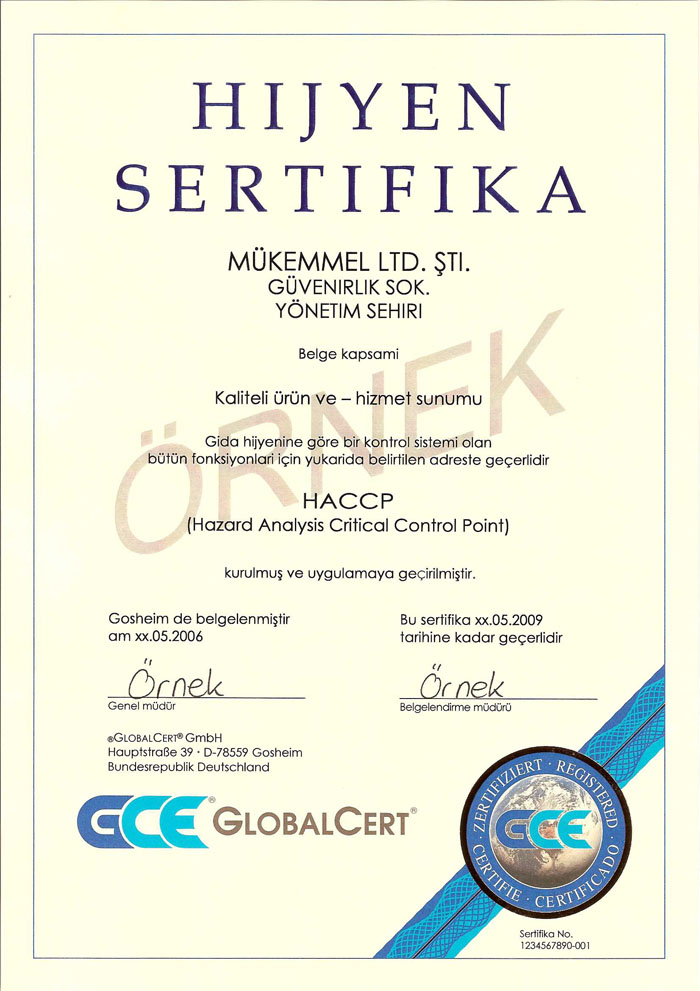 HIJYEN
SERTIFIKA
MÜKEMMEL LTD. ŞTI.
GÜVENIRLIK SOK.
YÖNETIM SEHIRI
Belge kapsami
Kaliteli ürün ve – hizmet sunumu
Gida hijyenine göre bir kontrol sistemi olan
bütün fonksiyonlari için yukarida belirtilen adreste geçerlidir
ÖRNEK
HACCP
(Hazard Analysis Critical Control Point)
kurulmuş ve uygulamaya geçirilmiştir.
Gosheim de belgelenmiştir
am xx.05.2006
Örnek
Genel müdür
Bu sertifika xx.05.2009
tarihine kadar geçerlidir
Örnek
Belgelendirme müdürü
®GLOBALCERT® GmbH
Hauptstraße 39 · D-78559 Gosheim
Bundesrepublik Deutschland
GCE® GLOBALCERT®
ZERTIFIZIERT · REGISTERED · CERTIFICADO · CERTIFIE ·
GCE
Sertifika No.
1234567890-001